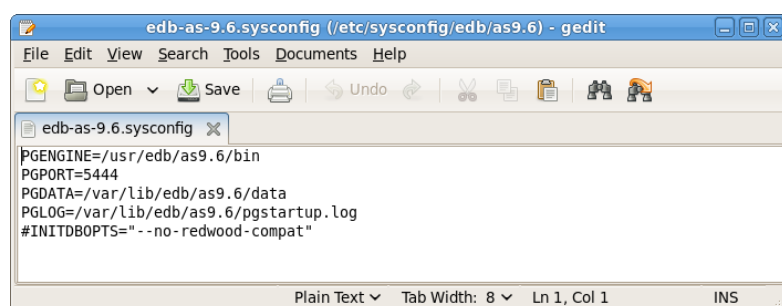 edb-as-9.6.sysconfig (/etc/sysconfig/edb/as9.6) - gedit
File Edit View Search Tools Documents Help
Open Save Undo
edb-as-9.6.sysconfig
PGENGINE=/usr/edb/as9.6/bin
PGPORT=5444
PGDATA=/var/lib/edb/as9.6/data
PGLOG=/var/lib/edb/as9.6/pgstartup.log
#INITDBOPTS="--no-redwood-compat"
Plain Text Tab Width: 8 Ln 1, Col 1 INS